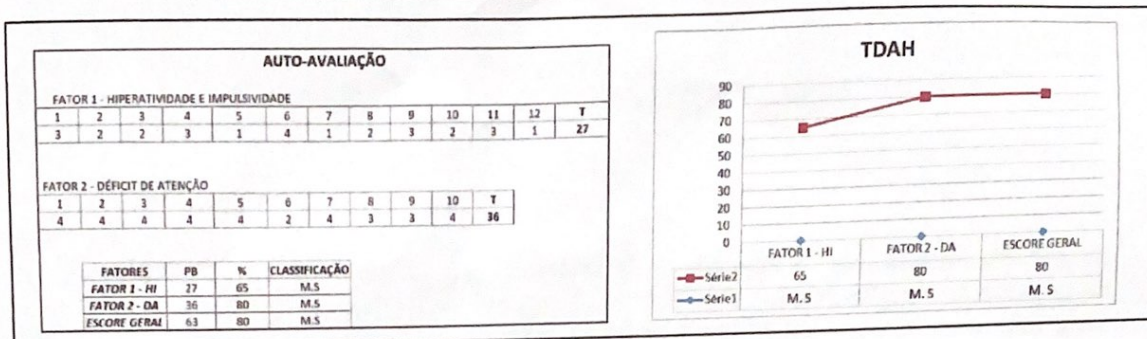 AUTO-AVALIAÇÃO
FATOR 1 - HIPERATIVIDADE E IMPULSIVIDADE
1 2 3 4 5 6 7 8 9 10 11 12 T
3 2 2 3 1 4 1 2 3 2 3 1 27
FATOR 2 - DÉFICIT DE ATENÇÃO
1 2 3 4 5 6 7 8 9 10 T
4 4 4 4 4 2 4 3 3 4 36
FATORES PB % CLASSIFICAÇÃO
FATOR 1 - HI 27 65 M.S
FATOR 2 - DA 36 80 M.S
ESCORE GERAL 63 80 M.S
TDAH
90
80
70
60
50
40
30
20
10
0
FATOR 1 - HI FATOR 2 - DA ESCORE GERAL
Série2 65 80 80
Série1 M. S M. S M. S